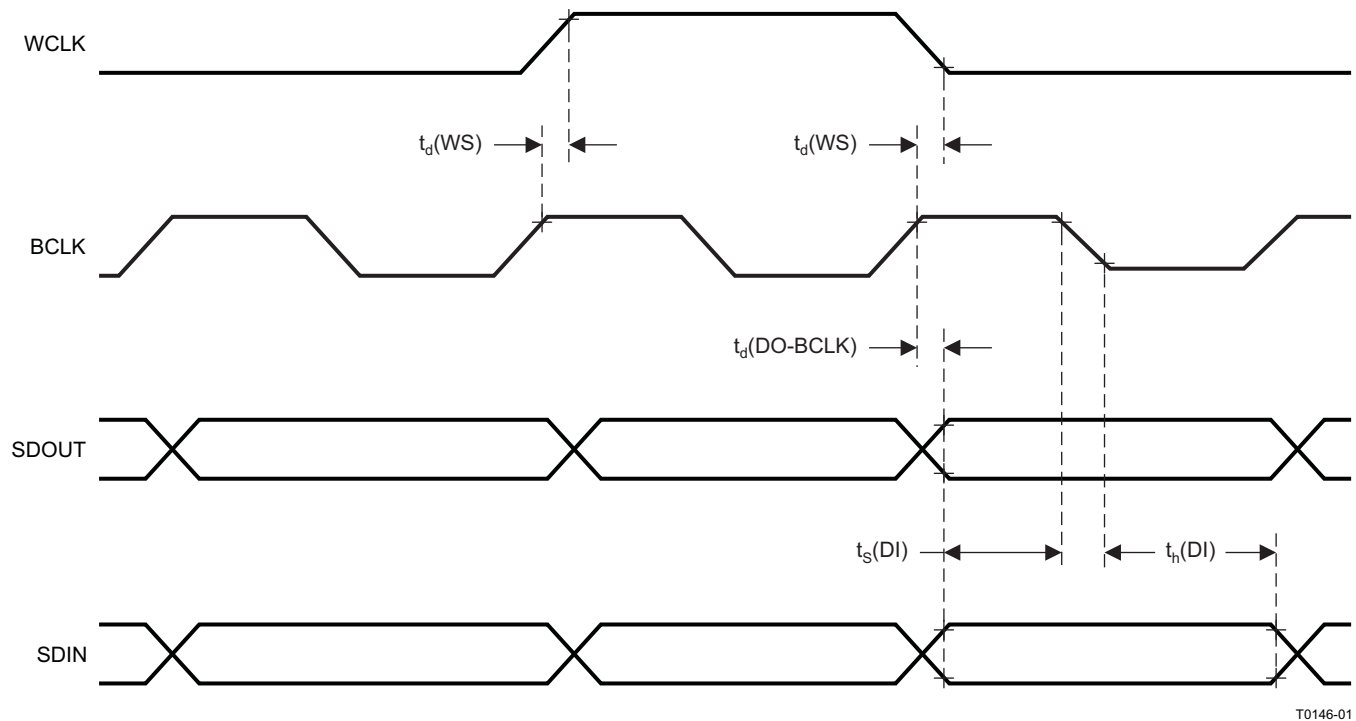 WCLK
t_d(WS) t_d(WS)
BCLK
t_d(DO-BCLK)
SDOUT
t_S(DI) t_h(DI)
SDIN
T0146-01